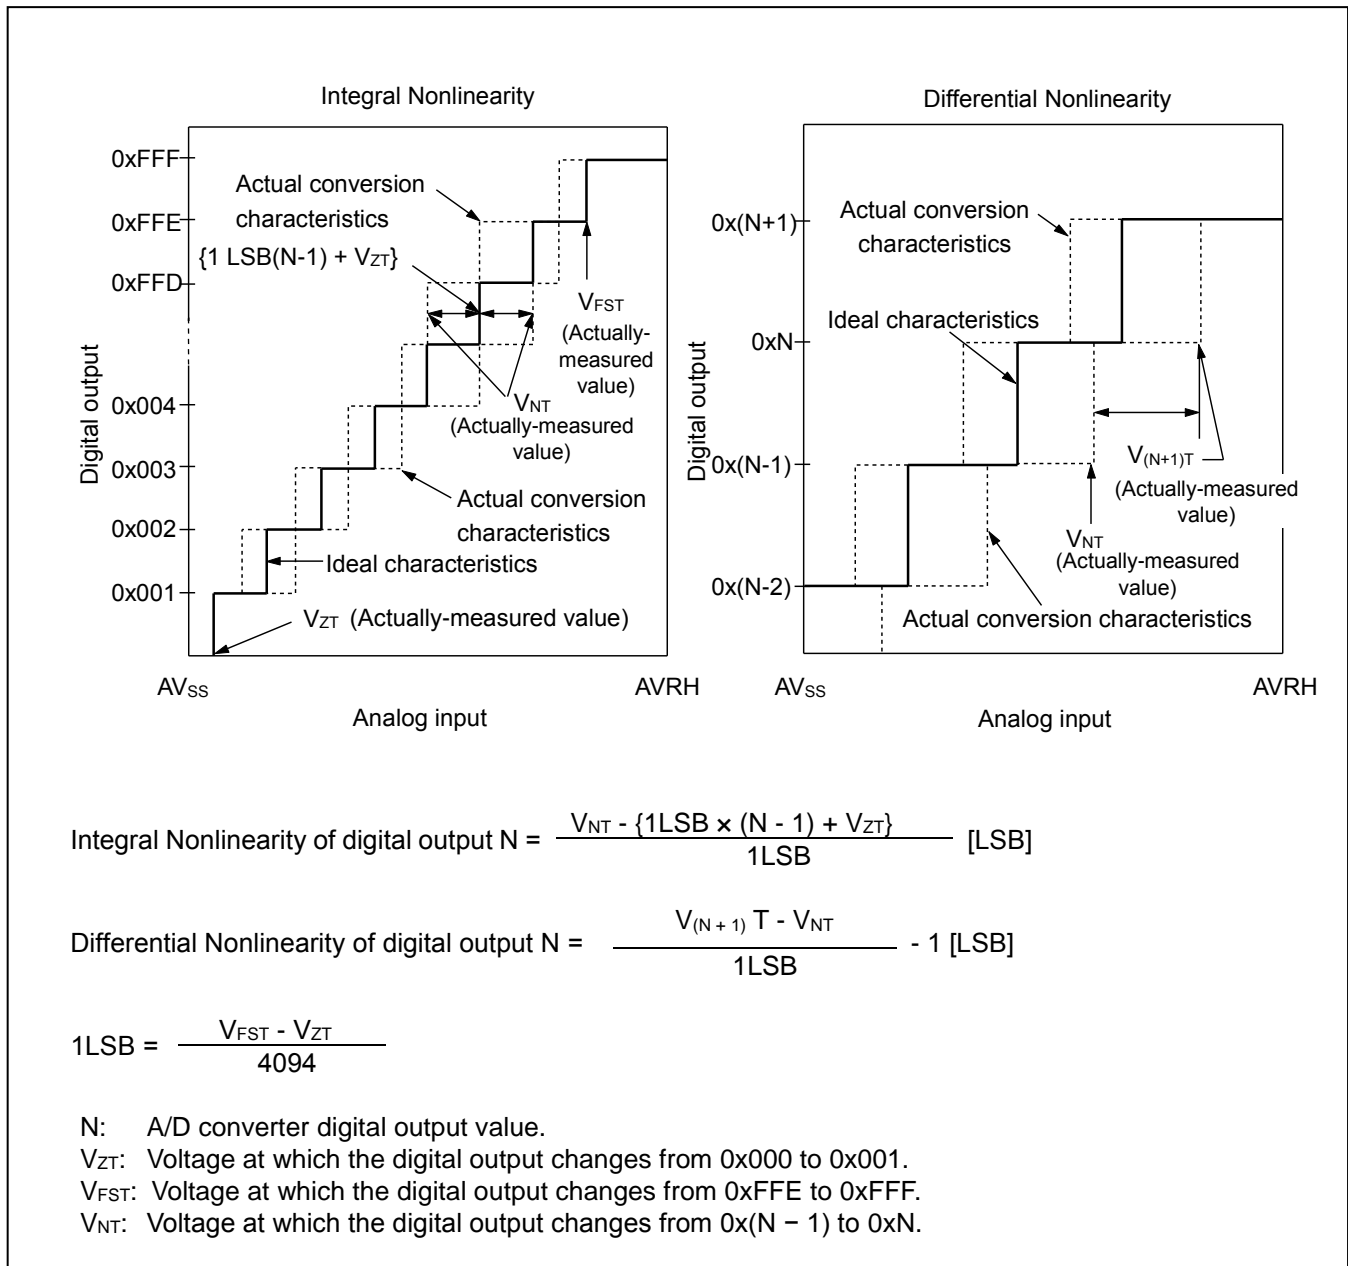 Integral Nonlinearity
0xFFF
0xFFE
0xFFD
0x004
0x003
0x002
0x001
Digital output
Actual conversion
characteristics
{1 LSB(N-1) + VZT}
VFST
(Actually-
measured
value)
VNT
(Actually-measured
value)
Actual conversion
characteristics
Ideal characteristics
VZT (Actually-measured value)
AVSS
AVRH
Analog input
Differential Nonlinearity
0x(N+1)
0xN
0x(N-1)
0x(N-2)
Digital output
Actual conversion
characteristics
Ideal characteristics
V(N+1)T
(Actually-measured
value)
VNT
(Actually-measured
value)
Actual conversion characteristics
AVSS
AVRH
Analog input
Integral Nonlinearity of digital output N = VNT - {1LSB × (N - 1) + VZT} / 1LSB [LSB]
Differential Nonlinearity of digital output N = V(N + 1) T - VNT / 1LSB - 1 [LSB]
1LSB = VFST - VZT / 4094
N: A/D converter digital output value.
VZT: Voltage at which the digital output changes from 0x000 to 0x001.
VFST: Voltage at which the digital output changes from 0xFFE to 0xFFF.
VNT: Voltage at which the digital output changes from 0x(N − 1) to 0xN.